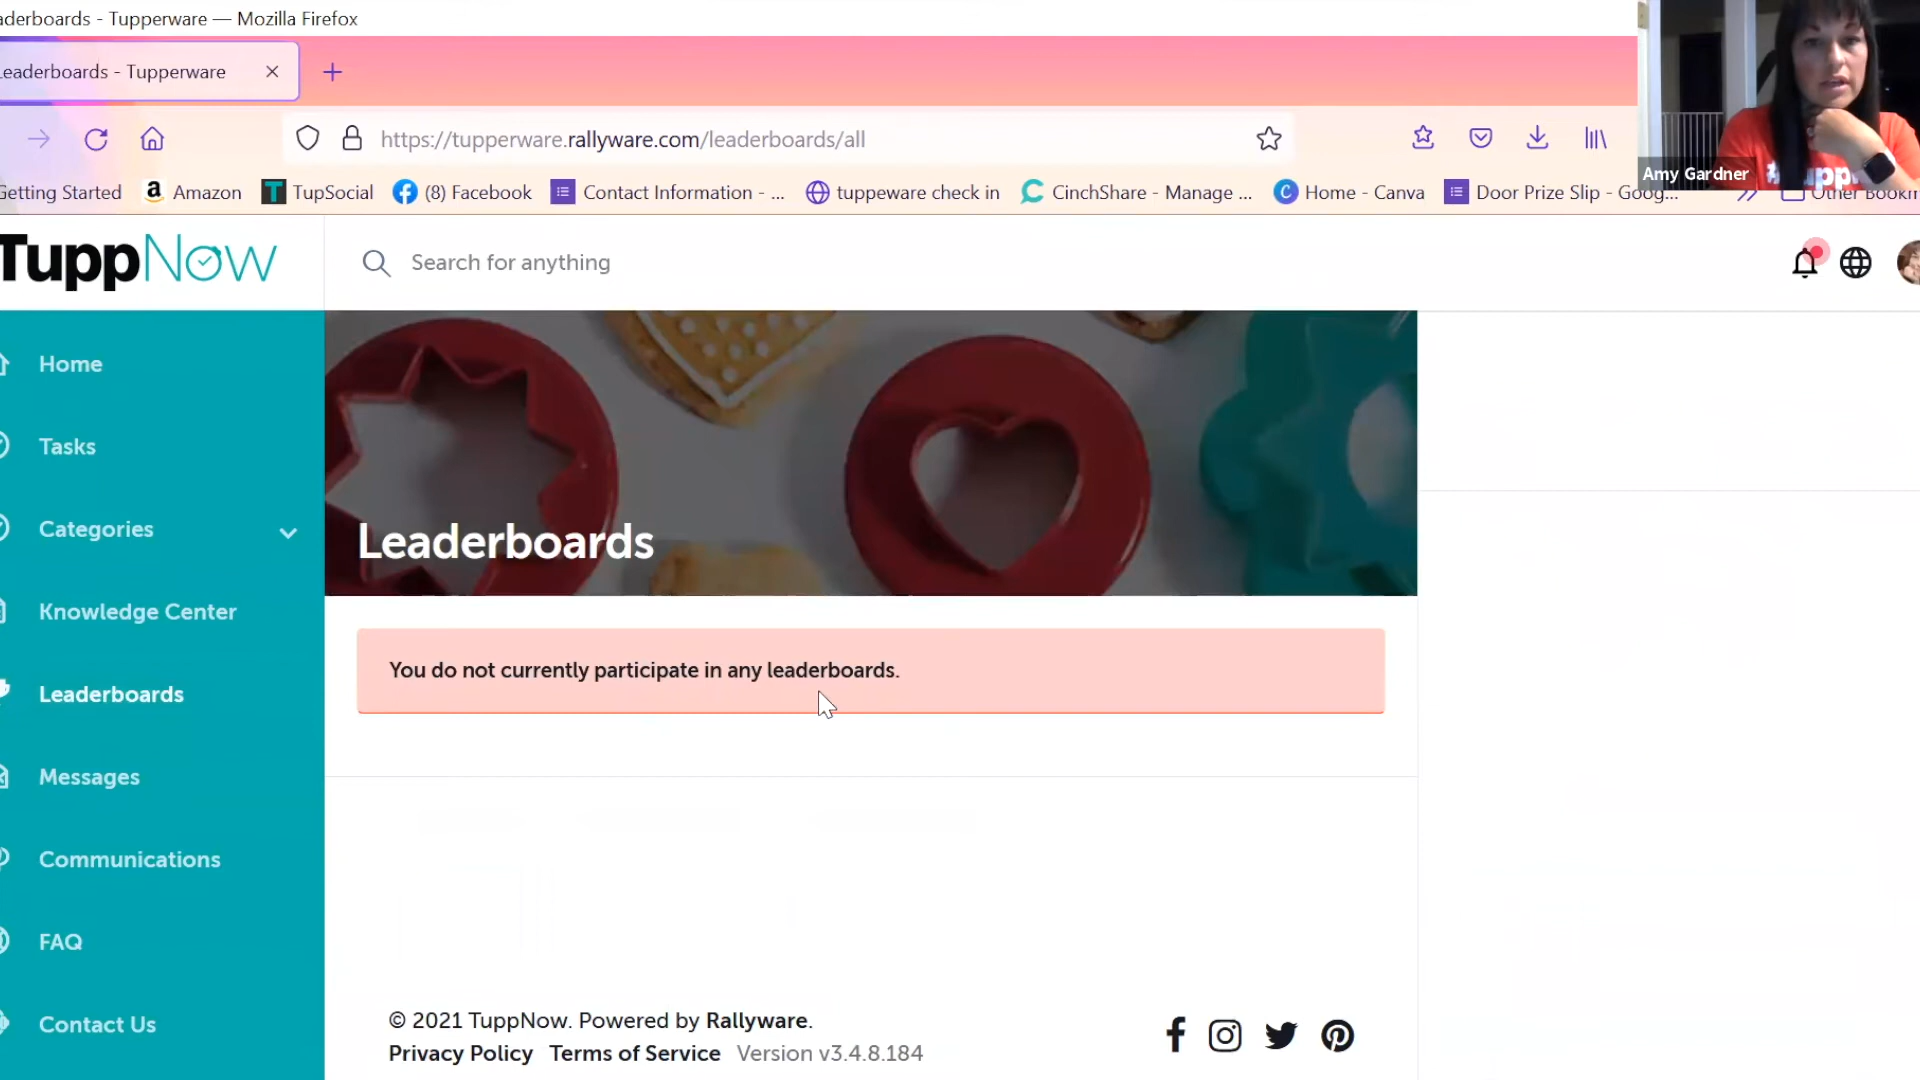 aderboards - Tupperware — Mozilla Firefox
Leaderboards - Tupperware
https://tupperware.rallyware.com/leaderboards/all
Getting Started Amazon TupSocial (8) Facebook Contact Information - ... tuppeware check in CinchShare - Manage ... Home - Canva Door Prize Slip - Goog... Other Bookm
Amy Gardner
TuppNow
Search for anything
Home
Tasks
Categories
Knowledge Center
Leaderboards
Messages
Communications
FAQ
Contact Us
Leaderboards
You do not currently participate in any leaderboards.
© 2021 TuppNow. Powered by Rallyware.
Privacy Policy Terms of Service Version v3.4.8.184